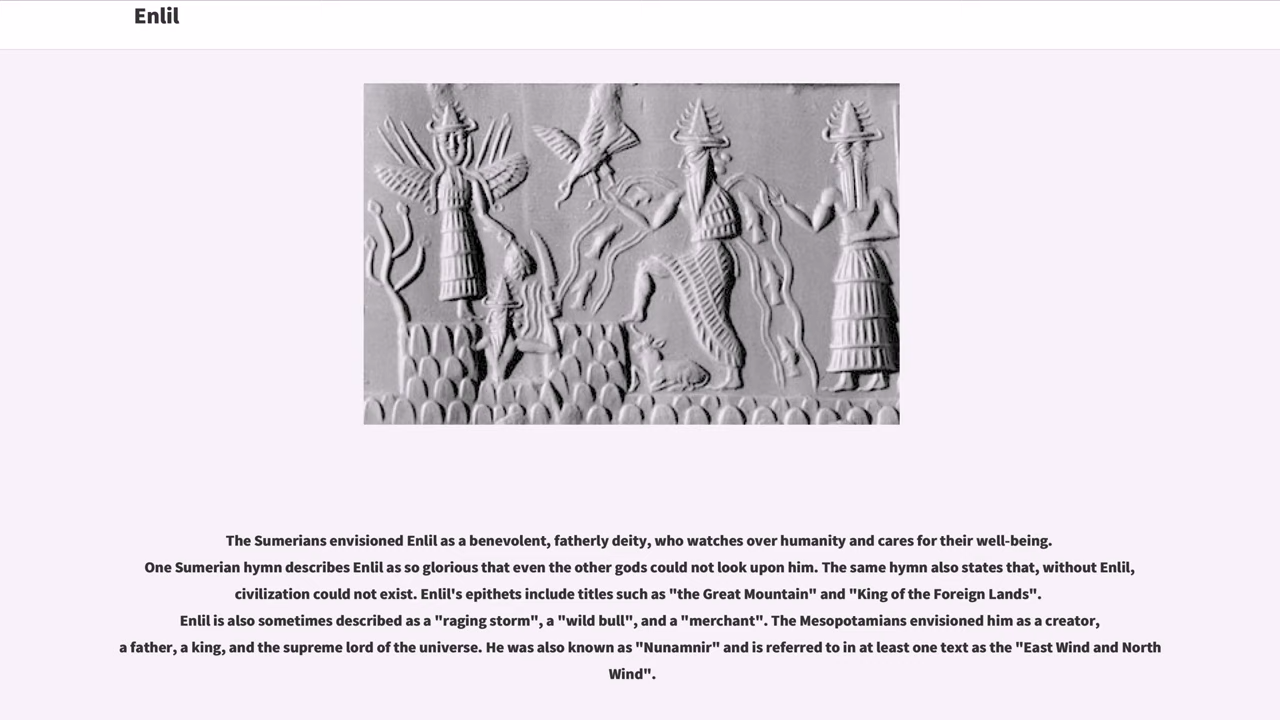 Enlil
The Sumerians envisioned Enlil as a benevolent, fatherly deity, who watches over humanity and cares for their well-being.
One Sumerian hymn describes Enlil as so glorious that even the other gods could not look upon him. The same hymn also states that, without Enlil,
civilization could not exist. Enlil's epithets include titles such as "the Great Mountain" and "King of the Foreign Lands".
Enlil is also sometimes described as a "raging storm", a "wild bull", and a "merchant". The Mesopotamians envisioned him as a creator,
a father, a king, and the supreme lord of the universe. He was also known as "Nunamnir" and is referred to in at least one text as the "East Wind and North
Wind".